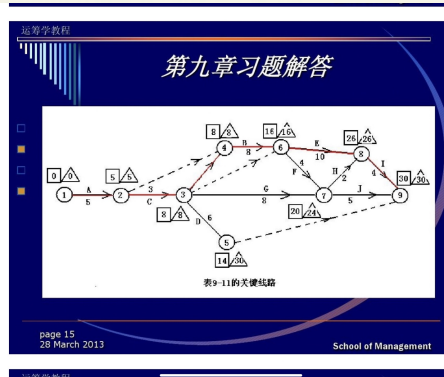 运筹学教程
第九章习题解答
8 8
16 16
26 26
0 0
5 5
4 B 6 E 8
8 10
4 F
H 2
I 4
30 30
1 A 2 3 3 G 7 J 9
5 C 8 5
8 8
D 6
20 24
5
14 30
表9-11的关键线路
page 15
28 March 2013
School of Management